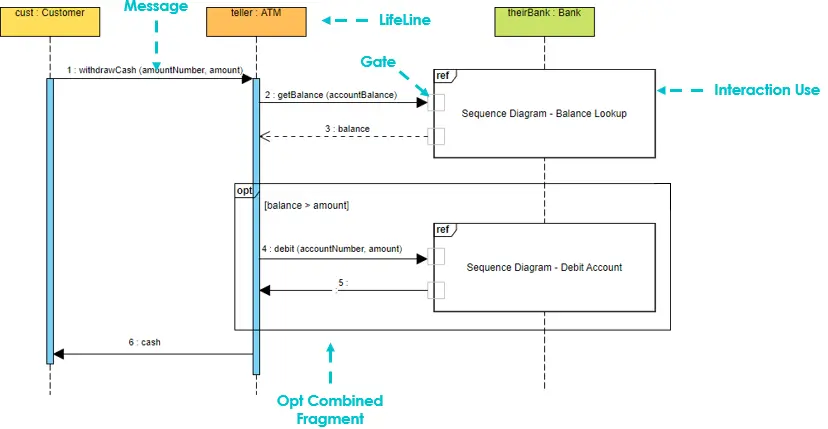 Message
cust : Customer
teller : ATM
LifeLine
theirBank : Bank
1 : withdrawCash (amountNumber, amount)
Gate
ref
2 : getBalance (accountBalance)
Interaction Use
Sequence Diagram - Balance Lookup
3 : balance
opt
[balance > amount]
ref
4 : debit (accountNumber, amount)
Sequence Diagram - Debit Account
5 :
6 : cash
Opt Combined
Fragment